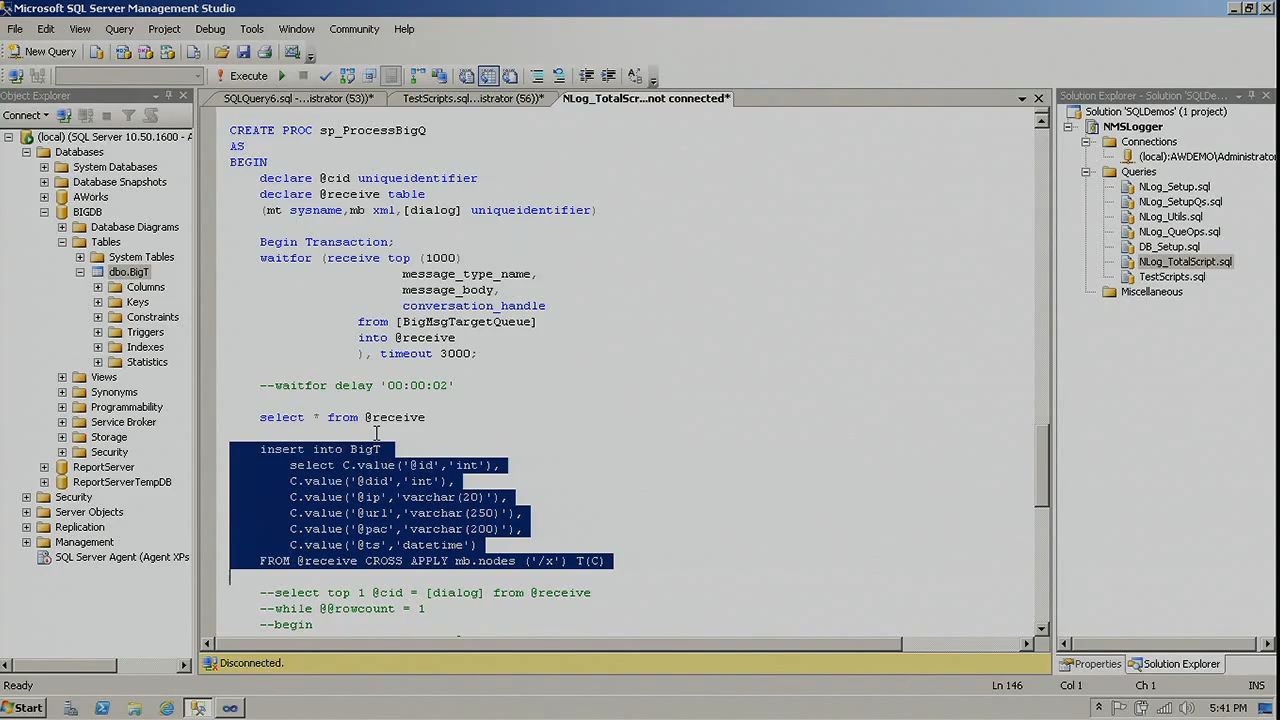 Microsoft SQL Server Management Studio
File Edit View Query Project Debug Tools Window Community Help
New Query
Execute
Object Explorer
Connect
(local) (SQL Server 10.50.1600 - A
Databases
System Databases
Database Snapshots
AWorks
BIGDB
Database Diagrams
Tables
System Tables
dbo.BigT
Columns
Keys
Constraints
Triggers
Indexes
Statistics
Views
Synonyms
Programmability
Service Broker
Storage
Security
ReportServer
ReportServerTempDB
Security
Server Objects
Replication
Management
SQL Server Agent (Agent XPs
SQLQuery6.sql -...istrator (53))* TestScripts.sql...istrator (56))* NLog_TotalScr...not connected*
CREATE PROC sp_ProcessBigQ
AS
BEGIN
declare @cid uniqueidentifier
declare @receive table
(mt sysname,mb xml,[dialog] uniqueidentifier)
Begin Transaction;
waitfor (receive top (1000)
message_type_name,
message_body,
conversation_handle
from [BigMsgTargetQueue]
into @receive
), timeout 3000;
--waitfor delay '00:00:02'
select * from @receive
insert into BigT
select C.value('@id','int'),
C.value('@did','int'),
C.value('@ip','varchar(20)'),
C.value('@url','varchar(250)'),
C.value('@pac','varchar(200)'),
C.value('@ts','datetime')
FROM @receive CROSS APPLY mb.nodes ('/x') T(C)
--select top 1 @cid = [dialog] from @receive
--while @@rowcount = 1
--begin
Disconnected.
Solution Explorer - Solution 'SQLDe...
Solution 'SQLDemos' (1 project)
NMSLogger
Connections
(local):AWDEMO\Administrato
Queries
NLog_Setup.sql
NLog_SetupQs.sql
NLog_Utils.sql
NLog_QueOps.sql
DB_Setup.sql
NLog_TotalScript.sql
TestScripts.sql
Miscellaneous
Properties Solution Explorer
Ready Ln 146 Col 1 Ch 1 INS
Start 5:41 PM